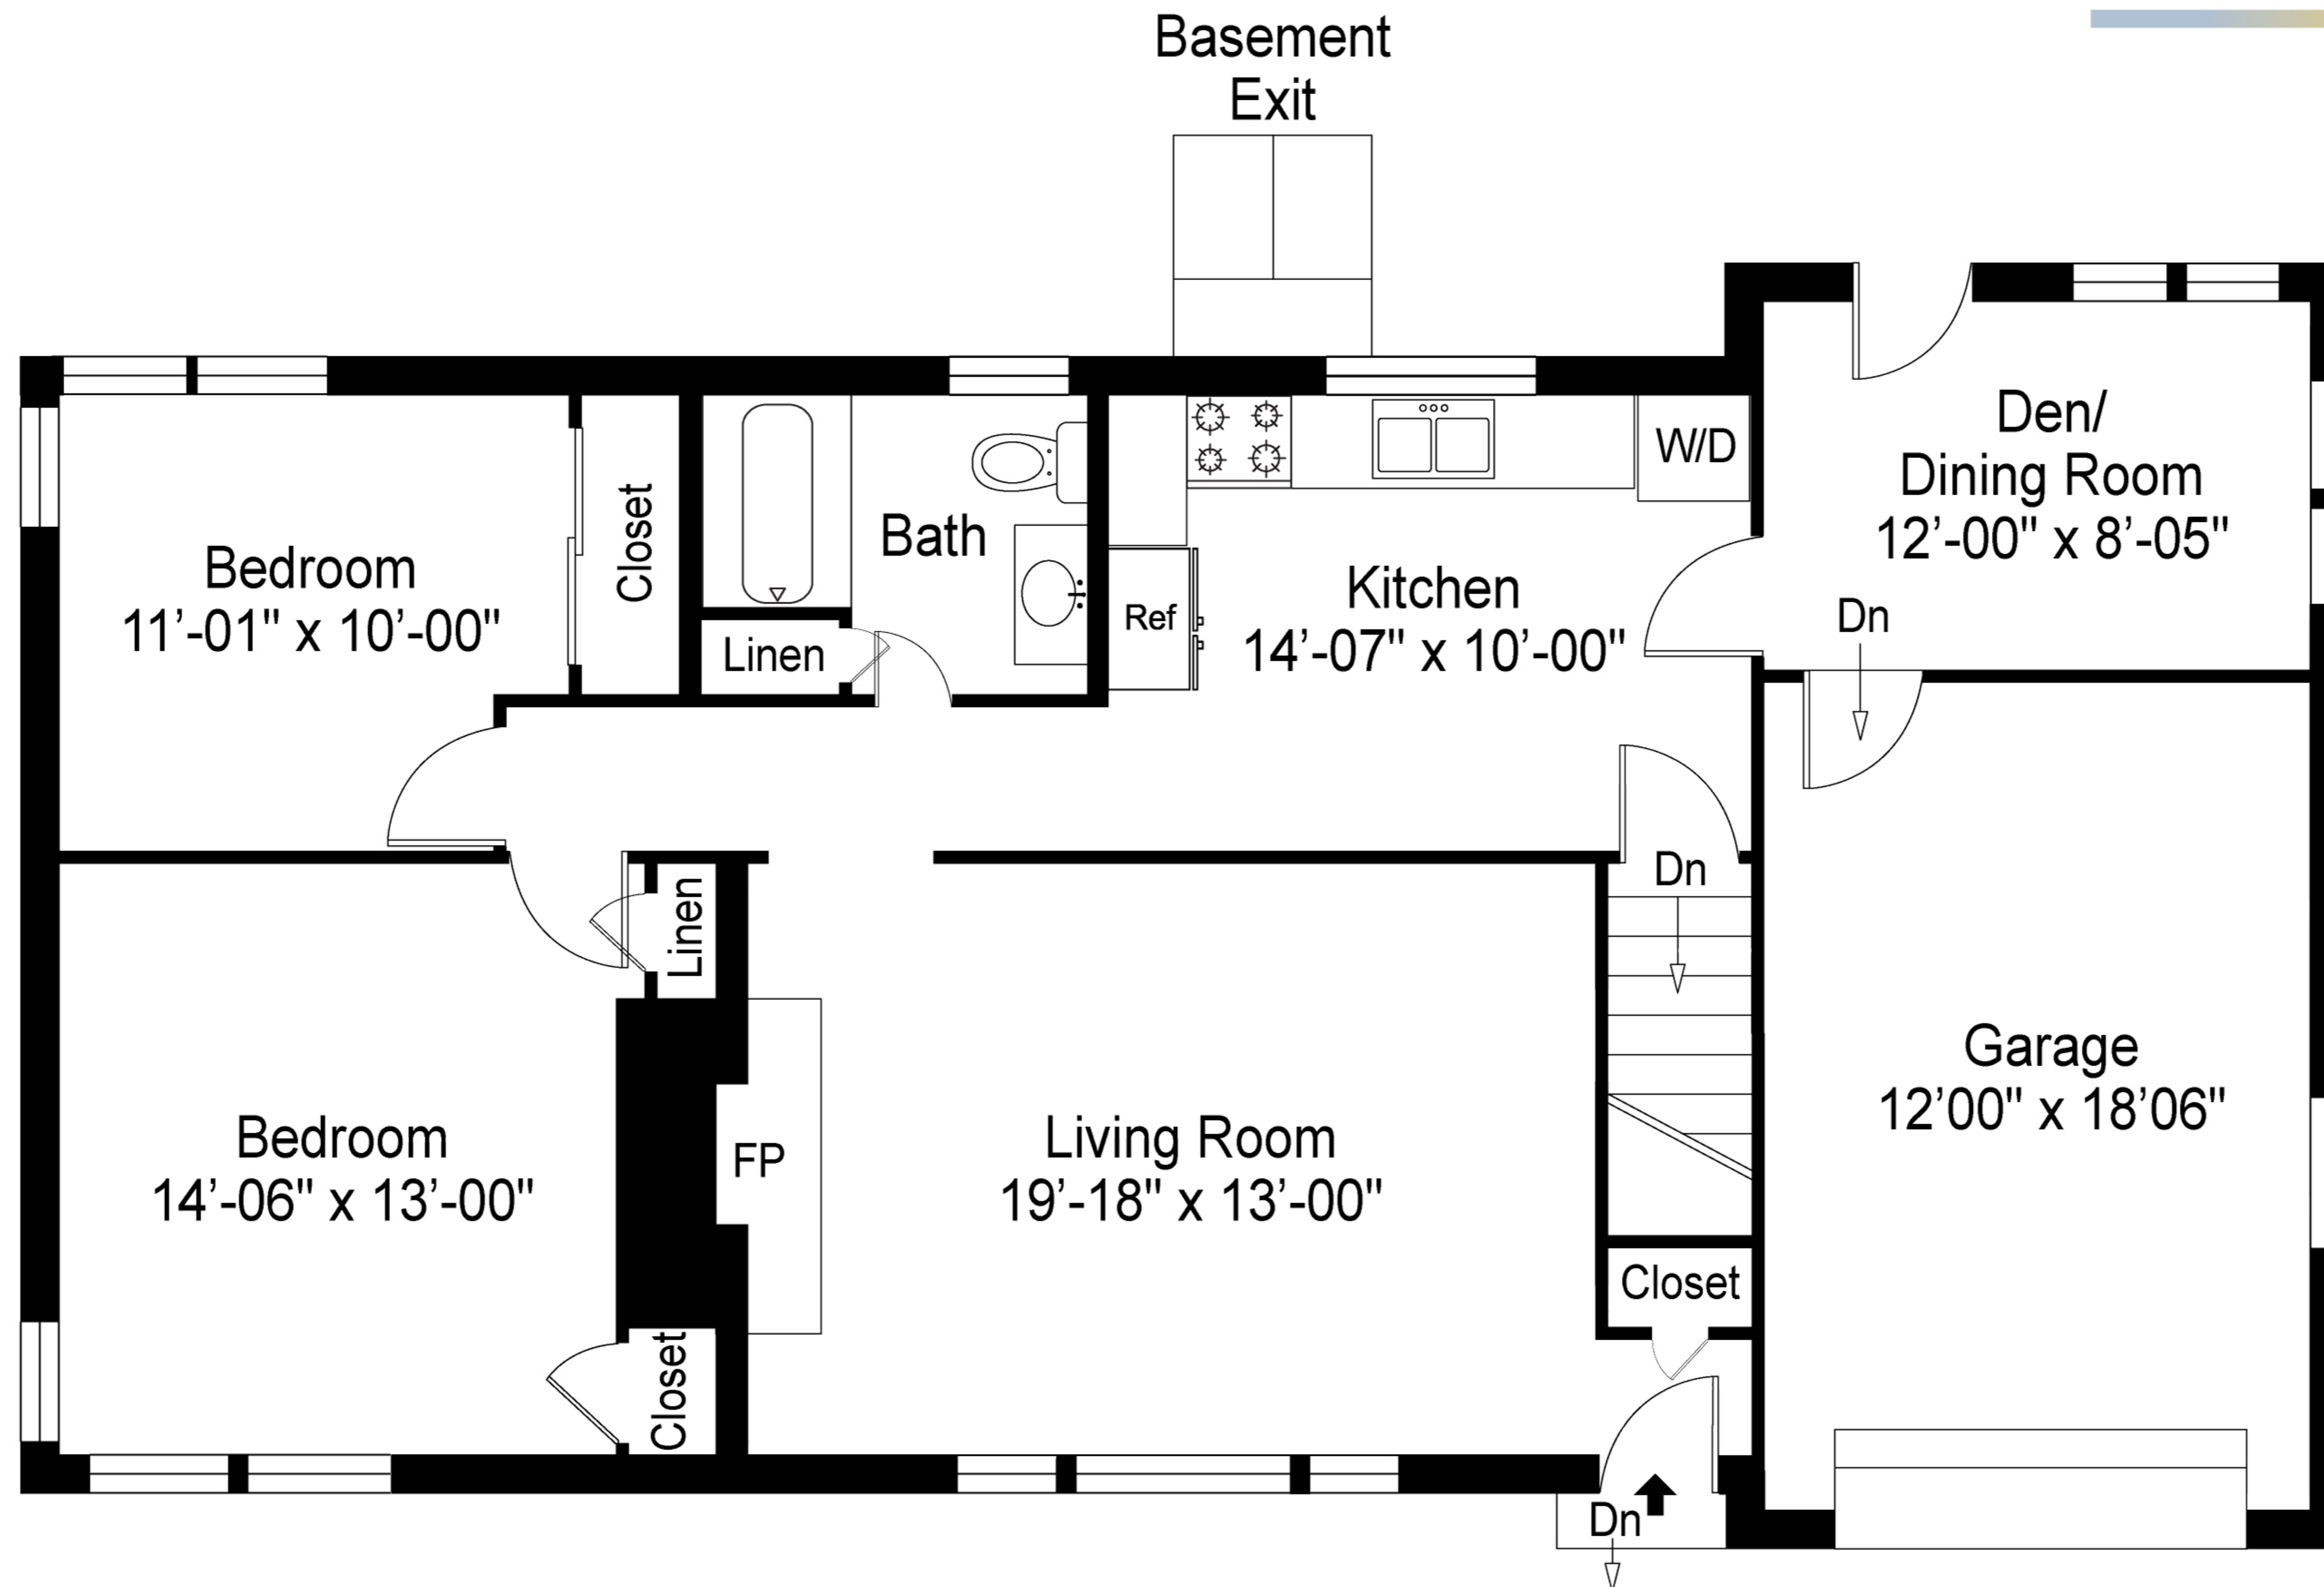 Basement
Exit
Den/
Dining Room
12'-00" x 8'-05"
Dn
W/D
Closet
Bath
Bedroom
11'-01" x 10'-00"
Kitchen
14'-07" x 10'-00"
Ref
Linen
Dn
Linen
Garage
12'00" x 18'06"
Bedroom
14'-06" x 13'-00"
FP
Living Room
19'-18" x 13'-00"
Closet
Closet
Dn